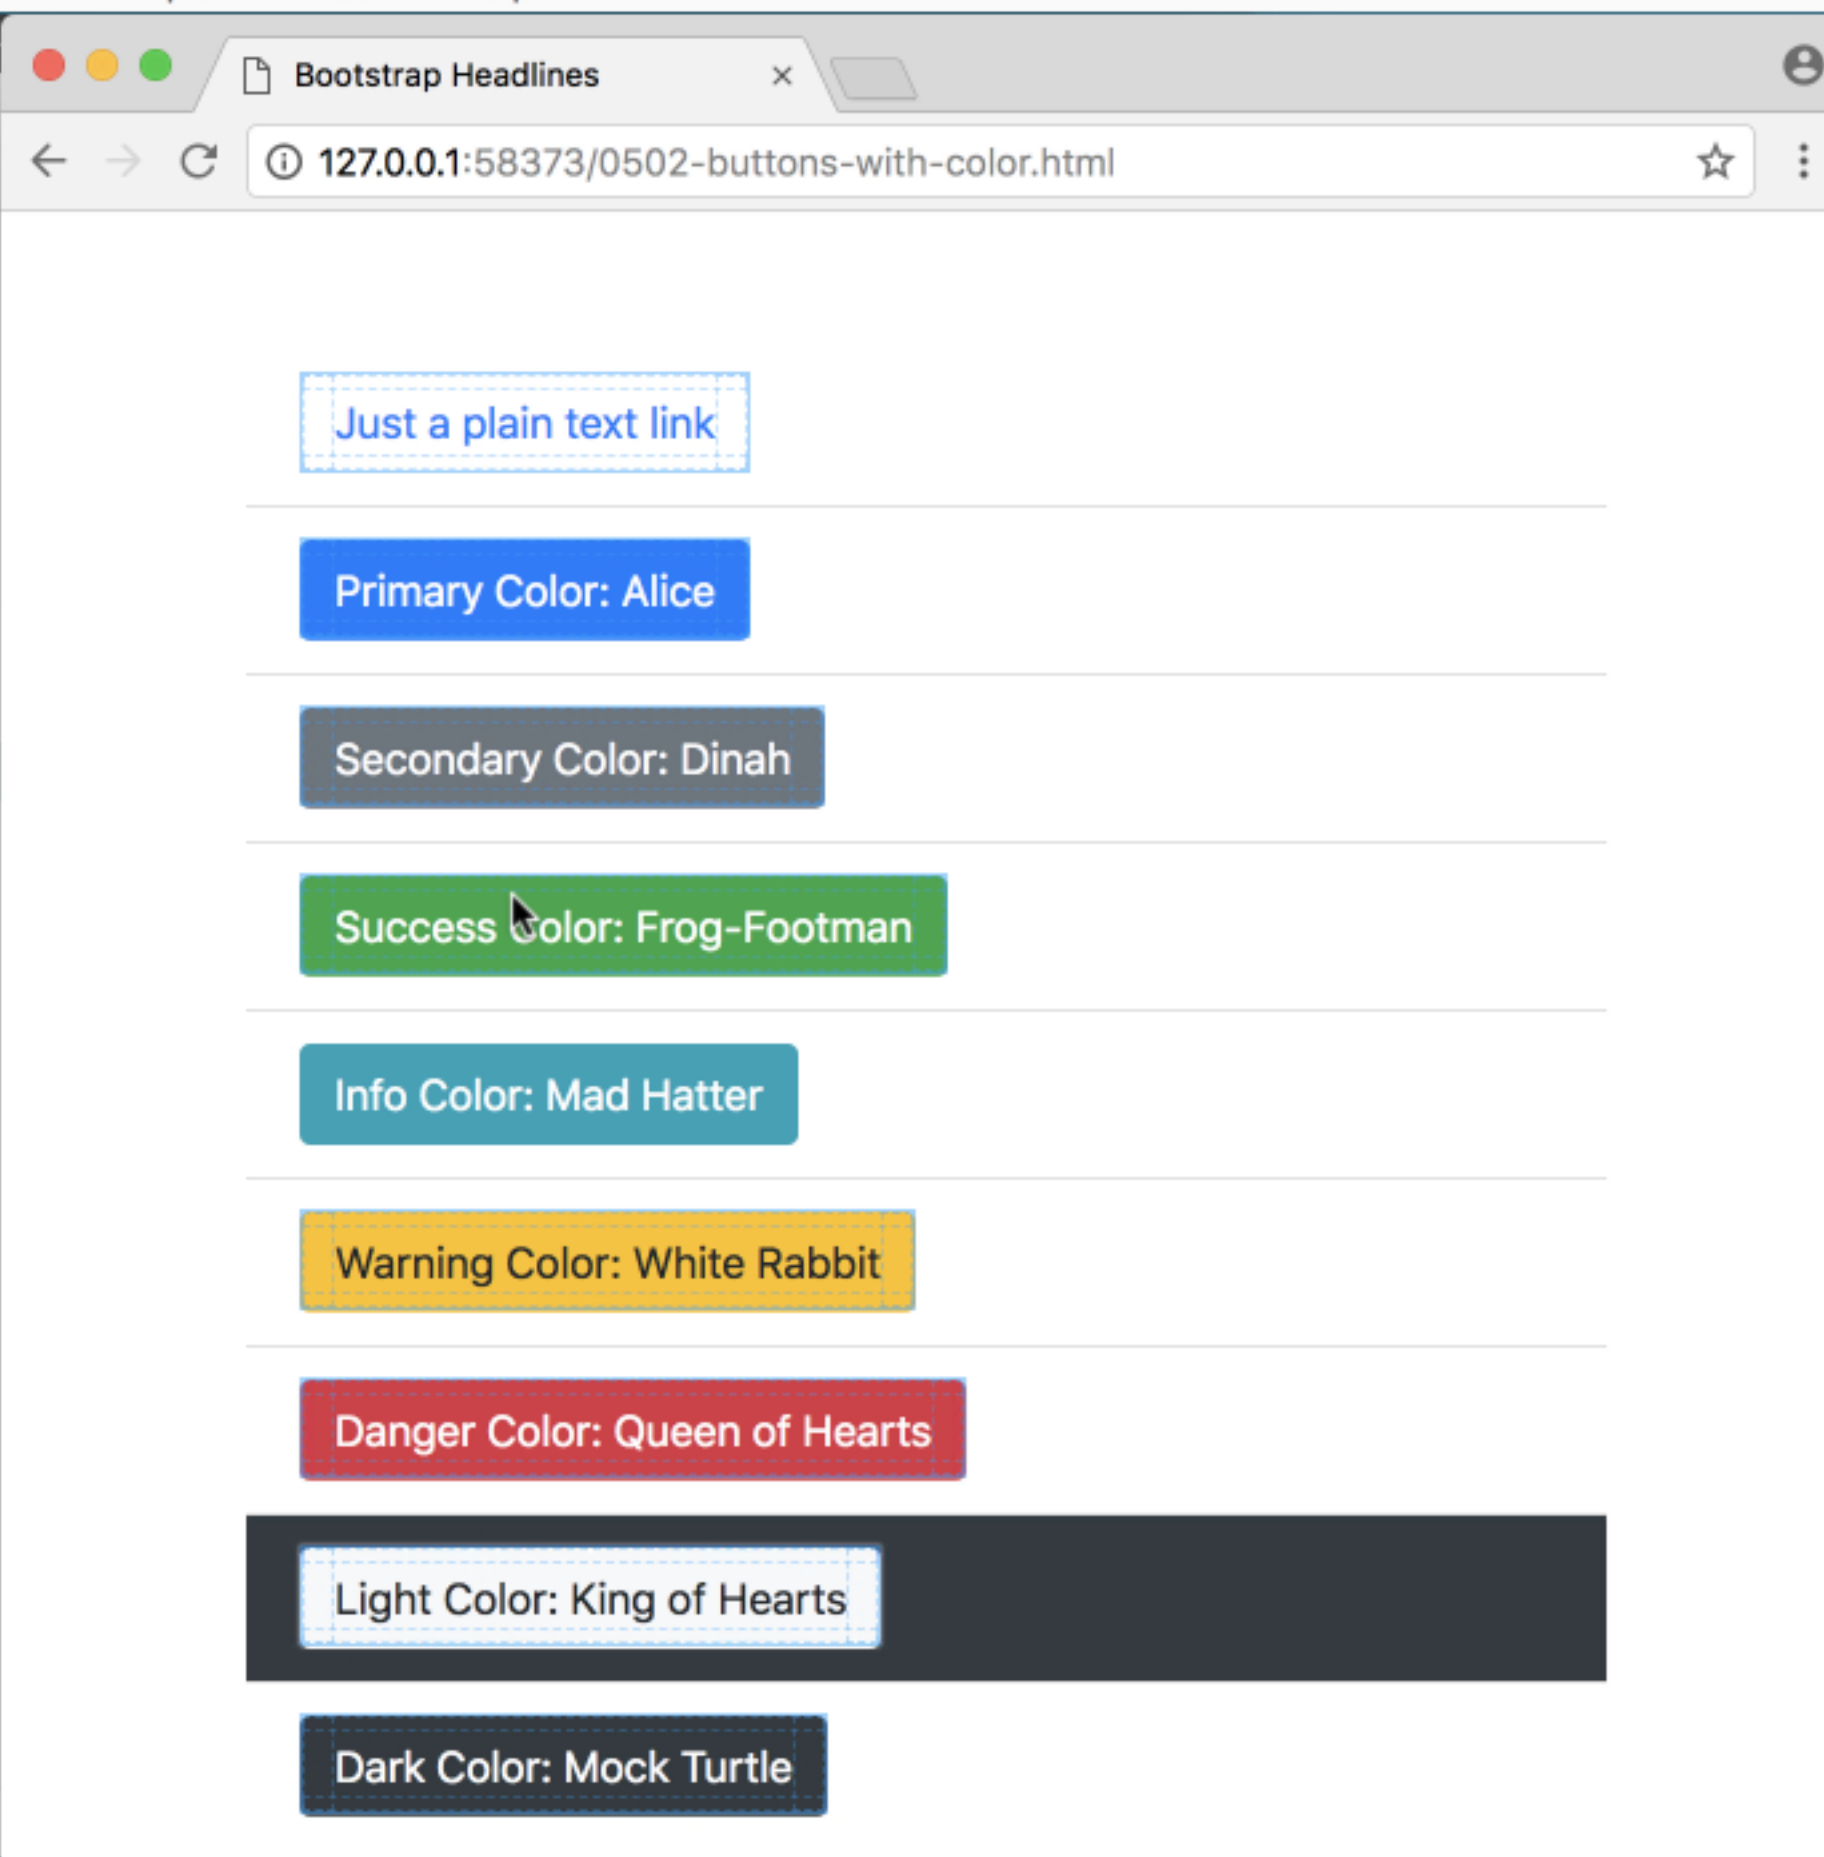 Bootstrap Headlines
127.0.0.1:58373/0502-buttons-with-color.html
Just a plain text link
Primary Color: Alice
Secondary Color: Dinah
Success Color: Frog-Footman
Info Color: Mad Hatter
Warning Color: White Rabbit
Danger Color: Queen of Hearts
Light Color: King of Hearts
Dark Color: Mock Turtle